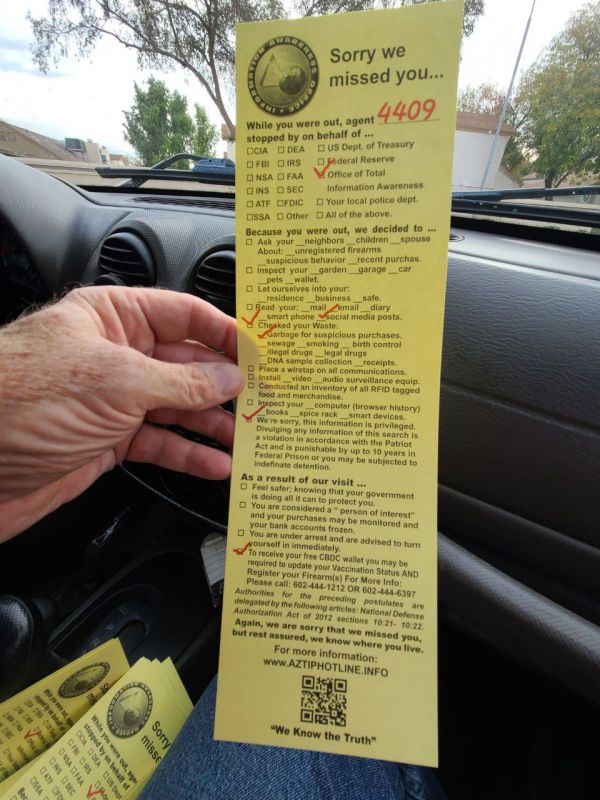 INFORMATION AWARENESS OFFICE
Sorry we
missed you...
While you were out, agent 4409
stopped by on behalf of ...
□CIA □ DEA □ US Dept. of Treasury
□ FBI □ IRS □ Federal Reserve
□ NSA □ FAA ✓ Office of Total
□ INS □ SEC Information Awareness
□ ATF □FDIC □ Your local police dept.
□SSA □ Other □ All of the above.
Because you were out, we decided to ...
□ Ask your __neighbors __children __spouse
About: __unregistered firearms
__suspicious behavior __recent purchas.
□ Inspect your __garden __garage __car
__pets __wallet.
□ Let ourselves into your:
__residence __business __safe.
□ Read your: __mail ✓email __diary
__smart phone ✓social media posts.
□ Checked your Waste:
✓Garbage for suspicious purchases.
__sewage __smoking __ birth control
__illegal drugs __legal drugs
__DNA sample collection __receipts.
□ Place a wiretap on all communications.
□ Install __video __audio surveillance equip.
□ Conducted an inventory of all RFID tagged
food and merchandise.
□ Inspect your __computer (browser history)
__books __spice rack __smart devices.
□ We're sorry, this information is privileged.
Divulging any information of this search is
a violation in accordance with the Patriot
Act and is punishable by up to 10 years in
Federal Prison or you may be subjected to
indefinate detention.
As a result of our visit ...
□ Feel safer; knowing that your government
is doing all it can to protect you.
□ You are considered a " person of interest"
and your purchases may be monitored and
your bank accounts frozen.
□ You are under arrest and are advised to turn
yourself in immediately.
✓ To receive your free CBDC wallet you may be
required to update your Vaccination Status AND
Register your Firearm(s) For More Info:
Please call: 602-444-1212 OR 602-444-6397
Authorities for the preceding postulates are
delegated by the following articles: National Defense
Authorization Act of 2012 sections 10:21- 10:22.
Again, we are sorry that we missed you,
but rest assured, we know where you live.
For more information:
WWW.AZTIPHOTLINE.INFO
"We Know the Truth"